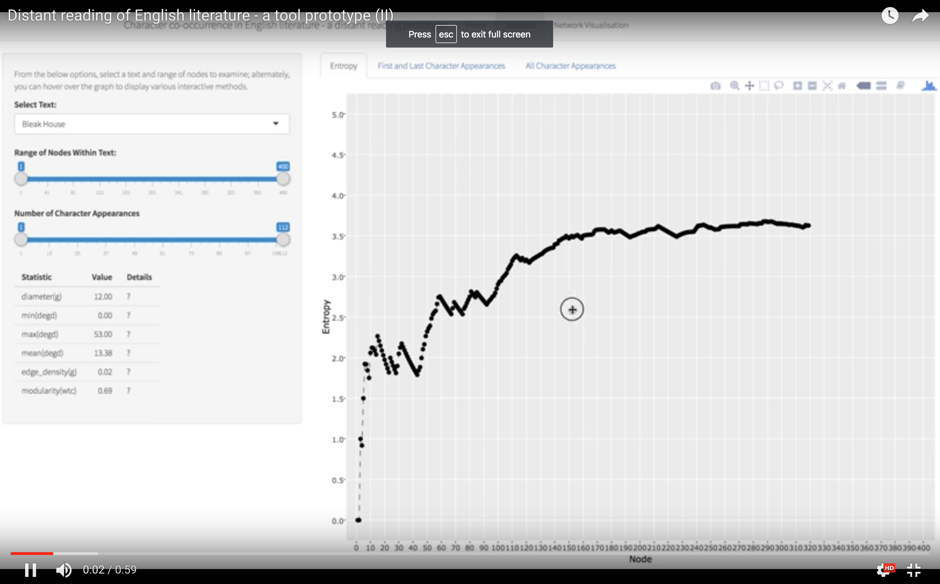 Distant reading of English literature - a tool prototype (II)
Character co-occurrence in English literature - a distant rea
Network Visualisation
Press esc to exit full screen
From the below options, select a text and range of nodes to examine; alternately,
you can hover over the graph to display various interactive methods.
Select Text:
Bleak House
Range of Nodes Within Text:
1 400
Number of Character Appearances
1 112
Statistic Value Details
diameter(g) 12.00 ?
min(degd) 0.00 ?
max(degd) 53.00 ?
mean(degd) 13.38 ?
edge_density(g) 0.02 ?
modularity(wtc) 0.69 ?
Entropy First and Last Character Appearances All Character Appearances
5.0
4.5
4.0
3.5
3.0
2.5
2.0
1.5
1.0
0.5
0.0
Entropy
0 10 20 30 40 50 60 70 80 90 100 110 120 130 140 150 160 170 180 190 200 210 220 230 240 250 260 270 280 290 300 310 320 330 340 350 360 370 380 390 400
Node
0:02 / 0:59
HD